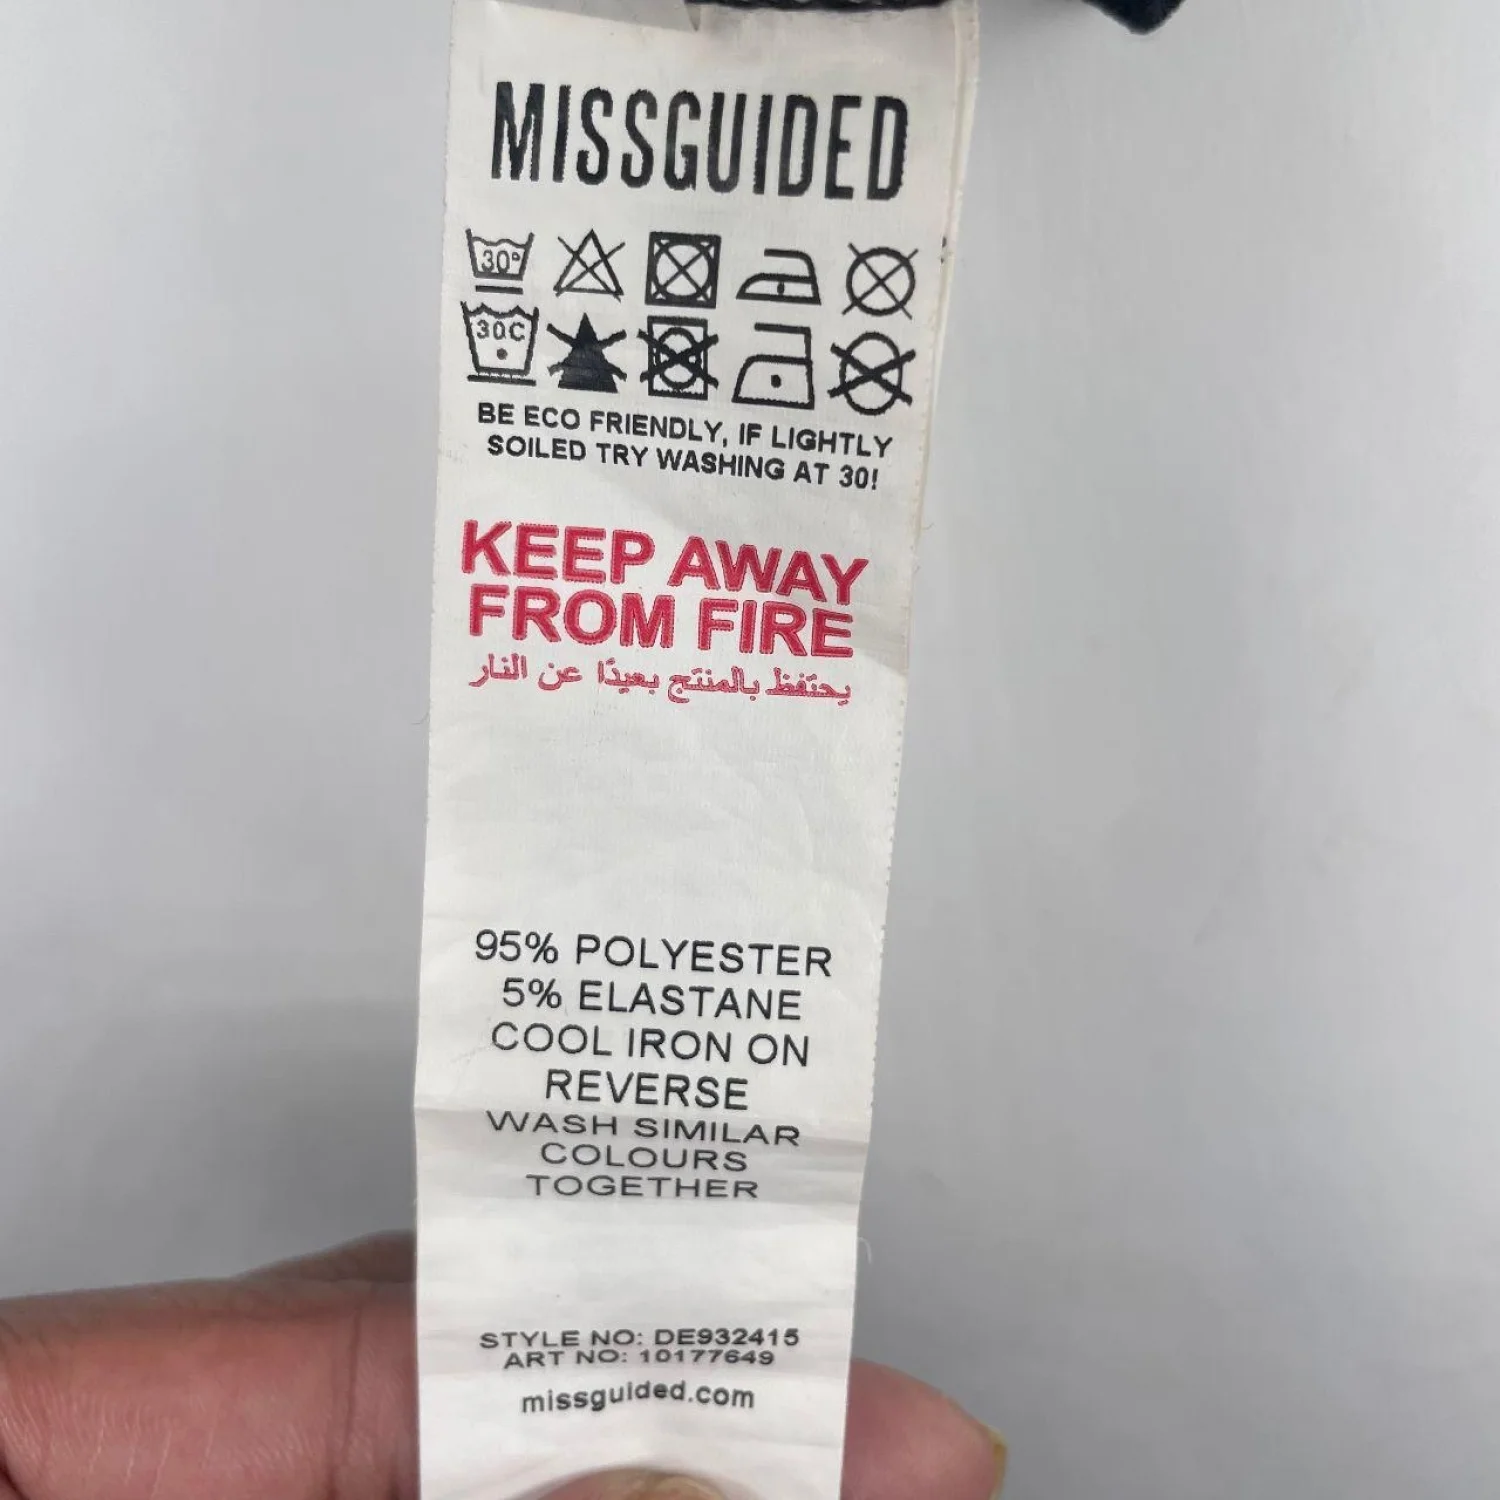 MISSGUIDED
30°
30C
BE ECO FRIENDLY, IF LIGHTLY
SOILED TRY WASHING AT 30!
KEEP AWAY
FROM FIRE
يحتفظ بالمنتج بعيدًا عن النار
95% POLYESTER
5% ELASTANE
COOL IRON ON
REVERSE
WASH SIMILAR
COLOURS
TOGETHER
STYLE NO: DE932415
ART NO: 10177649
missguided.com